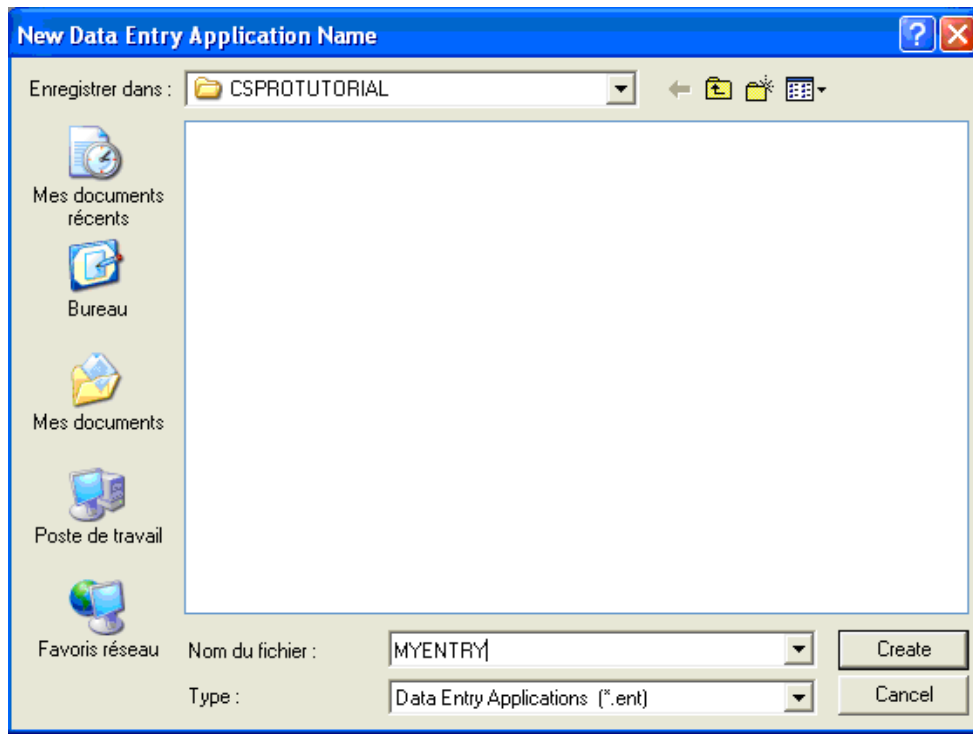 New Data Entry Application Name
Enregistrer dans :
CSPROTUTORIAL
Mes documents
récents
Bureau
Mes documents
Poste de travail
Favoris réseau
Nom du fichier :
MYENTRY
Create
Type :
Data Entry Applications (*.ent)
Cancel